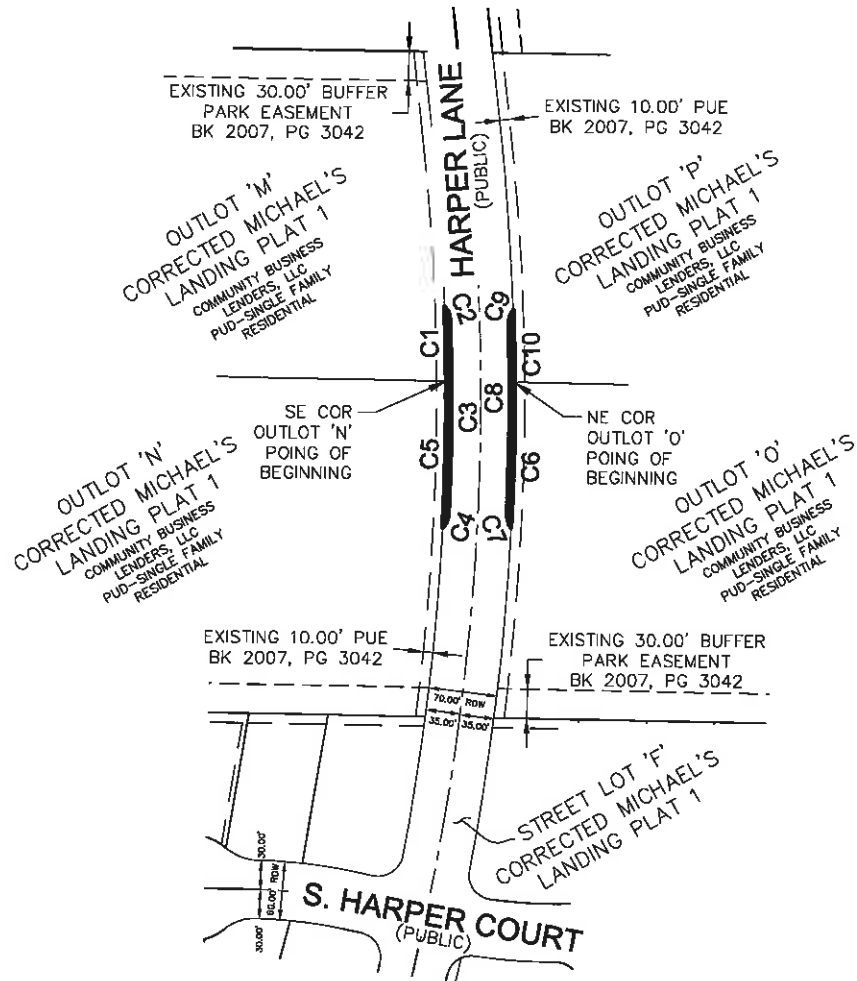 EXISTING 30.00' BUFFER
PARK EASEMENT
BK 2007, PG 3042
HARPER LANE
(PUBLIC)
EXISTING 10.00' PUE
BK 2007, PG 3042
OUTLOT 'M'
CORRECTED MICHAEL'S
LANDING PLAT 1
COMMUNITY BUSINESS
LENDERS, LLC
PUD-SINGLE FAMILY
RESIDENTIAL
OUTLOT 'P'
CORRECTED MICHAEL'S
LANDING PLAT 1
COMMUNITY BUSINESS
LENDERS, LLC
PUD-SINGLE FAMILY
RESIDENTIAL
C1
C2
C9
C10
C3
C8
C5
C6
C4
C7
SE COR
OUTLOT 'N'
POING OF
BEGINNING
NE COR
OUTLOT 'O'
POING OF
BEGINNING
OUTLOT 'N'
CORRECTED MICHAEL'S
LANDING PLAT 1
COMMUNITY BUSINESS
LENDERS, LLC
PUD-SINGLE FAMILY
RESIDENTIAL
OUTLOT 'O'
CORRECTED MICHAEL'S
LANDING PLAT 1
COMMUNITY BUSINESS
LENDERS, LLC
PUD-SINGLE FAMILY
RESIDENTIAL
EXISTING 10.00' PUE
BK 2007, PG 3042
EXISTING 30.00' BUFFER
PARK EASEMENT
BK 2007, PG 3042
70.00' ROW
35.00' 35.00'
STREET LOT 'F'
CORRECTED MICHAEL'S
LANDING PLAT 1
30.00'
60.00' ROW
30.00'
S. HARPER COURT
(PUBLIC)